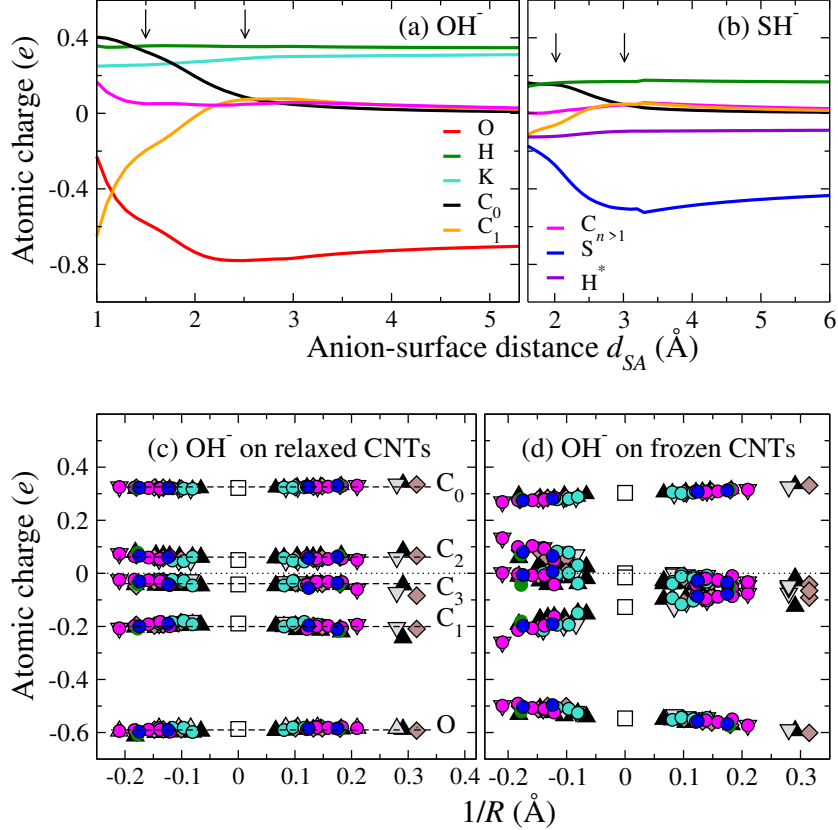 (a) OH⁻
(b) SH⁻
0.4
0
-0.4
-0.8
Atomic charge (e)
O
H
K
C₀
C₁
C n >1
S
H*
1 2 3 4 5
2 3 4 5 6
Anion-surface distance d_SA (Å)
(c) OH⁻ on relaxed CNTs
(d) OH⁻ on frozen CNTs
0.4
0.2
0
-0.2
-0.4
-0.6
Atomic charge (e)
C₀
C₂
C₃
C₁
O
-0.2 -0.1 0 0.1 0.2 0.3 0.4
-0.2 -0.1 0 0.1 0.2 0.3
1/R (Å)